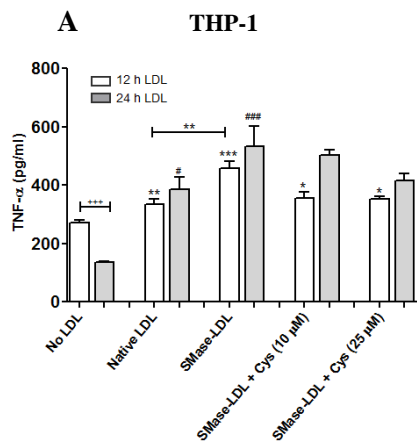 A
THP-1
800
600
400
200
0
TNF-α (pg/ml)
12 h LDL
24 h LDL
+++
**
#
**
***
###
*
*
No LDL
Native LDL
SMase-LDL
SMase-LDL + Cys (10 µM)
SMase-LDL + Cys (25 µM)